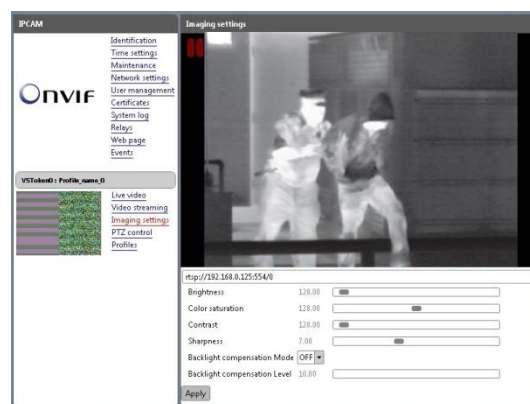 IPCAM
Identification
Time settings
Maintenance
Network settings
User management
Certificates
System log
Relays
Web page
Events
ONVIF
VSToken0 : Profile_name_0
Live video
Video streaming
Imaging settings
PTZ control
Profiles
Imaging settings
rtsp://192.168.0.125:554/0
Brightness 128.00
Color saturation 128.00
Contrast 128.00
Sharpness 7.00
Backlight compensation Mode OFF
Backlight compensation Level 10.00
Apply